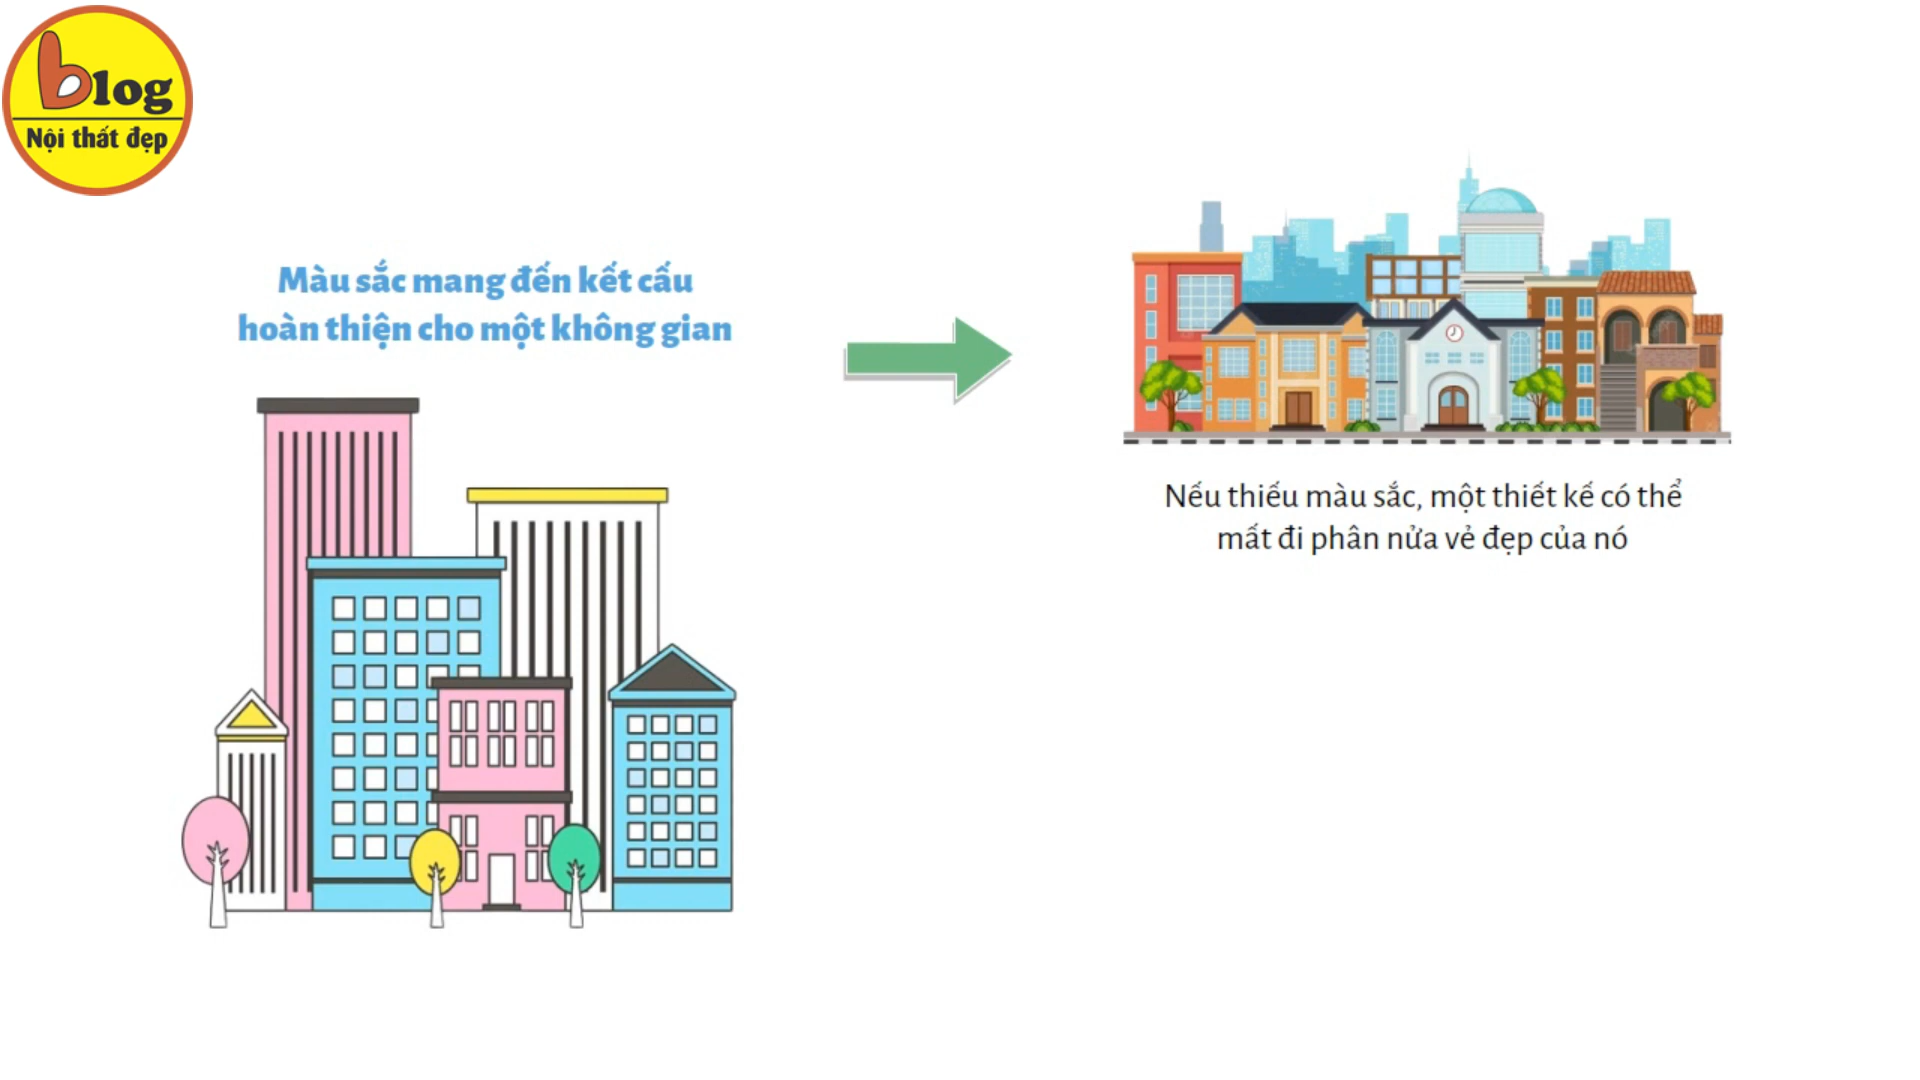 blog
Nội thất đẹp
Màu sắc mang đến kết cấu
hoàn thiện cho một không gian
Nếu thiếu màu sắc, một thiết kế có thể
mất đi phân nửa vẻ đẹp của nó